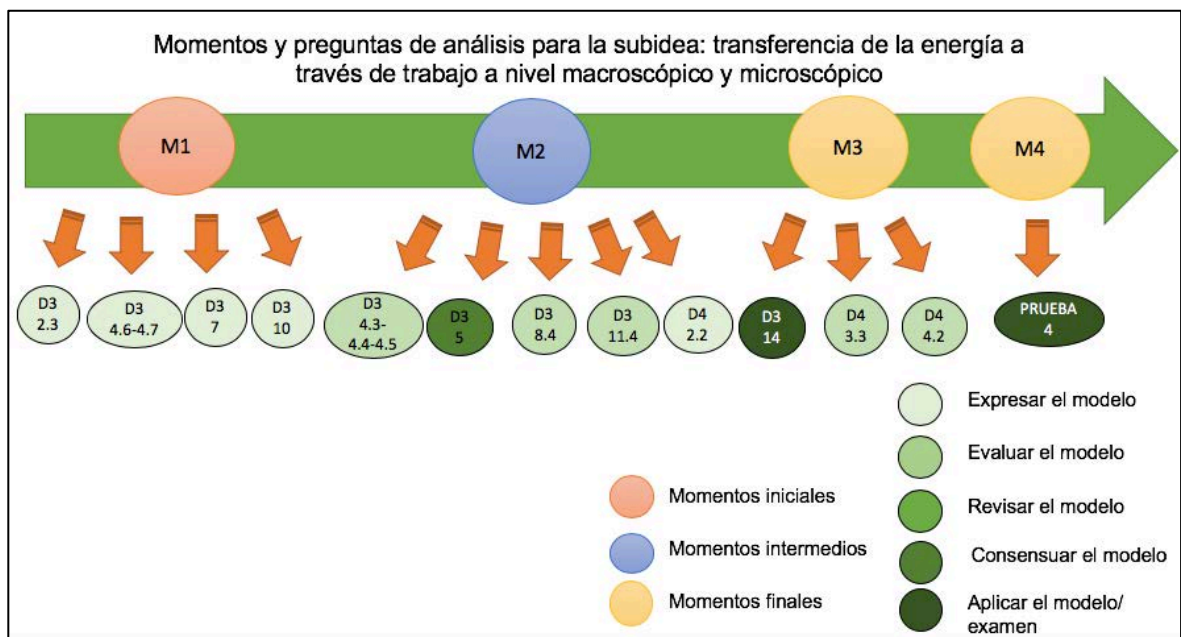 Momentos y preguntas de análisis para la subidea: transferencia de la energía a
través de trabajo a nivel macroscópico y microscópico
M1
M2
M3
M4
D3
2.3
D3
4.6-4.7
D3
7
D3
10
D3
4.3-
4.4-4.5
D3
5
D3
8.4
D3
11.4
D4
2.2
D3
14
D4
3.3
D4
4.2
PRUEBA
4
Momentos iniciales
Momentos intermedios
Momentos finales
Expresar el modelo
Evaluar el modelo
Revisar el modelo
Consensuar el modelo
Aplicar el modelo/
examen